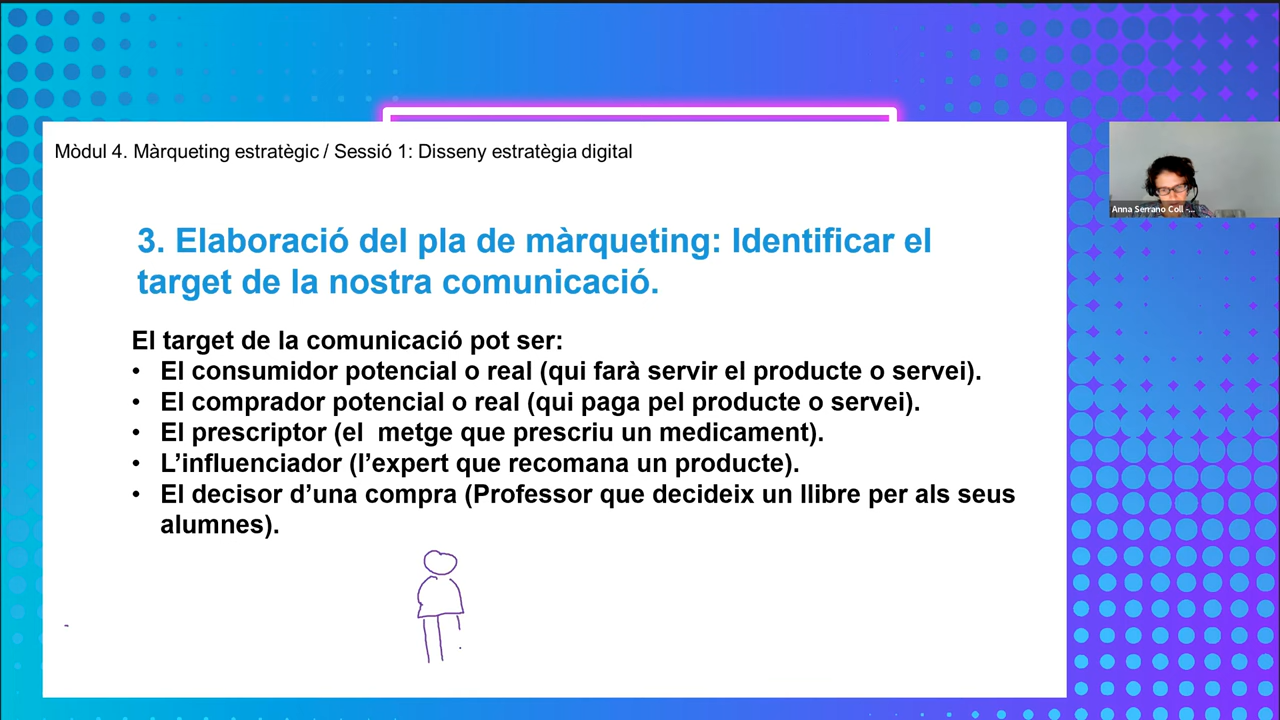 Mòdul 4. Màrqueting estratègic / Sessió 1: Disseny estratègia digital
3. Elaboració del pla de màrqueting: Identificar el
target de la nostra comunicació.
El target de la comunicació pot ser:
• El consumidor potencial o real (qui farà servir el producte o servei).
• El comprador potencial o real (qui paga pel producte o servei).
• El prescriptor (el  metge que prescriu un medicament).
• L’influenciador (l’expert que recomana un producte).
• El decisor d’una compra (Professor que decideix un llibre per als seus
alumnes).
Anna Serrano Coll -...